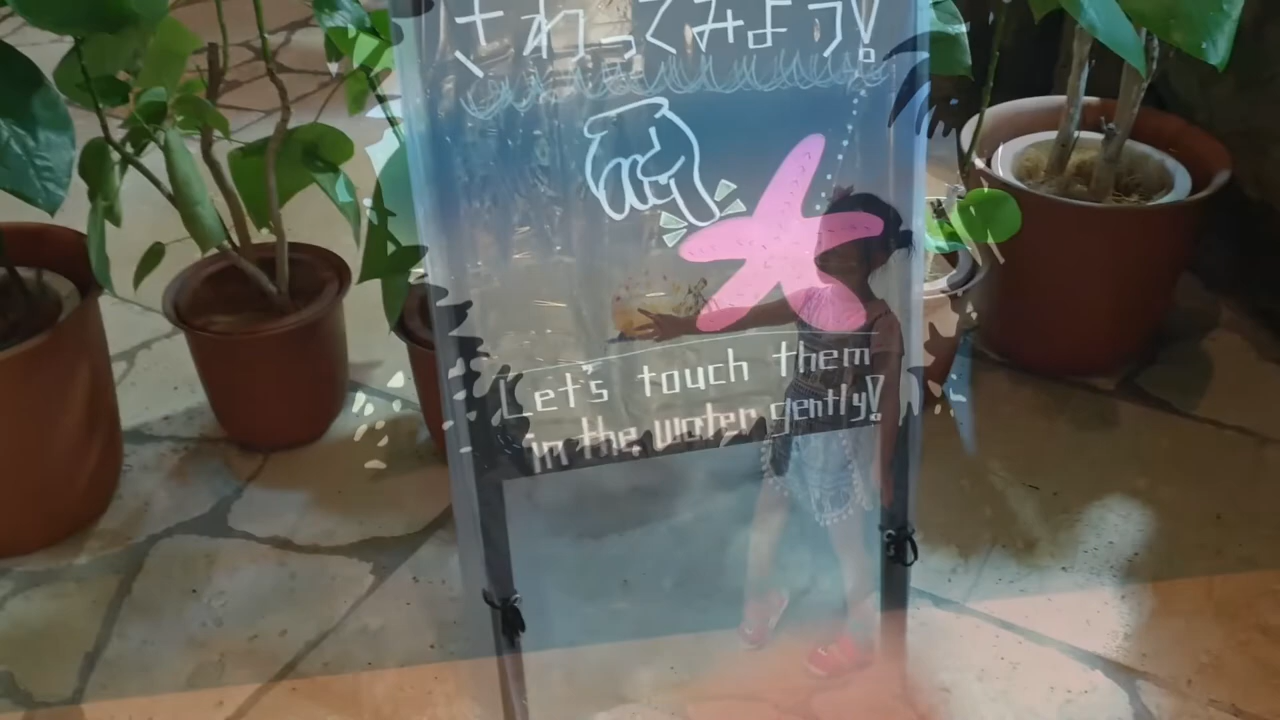 さわってみよう!
Let's touch them
in the water gently!